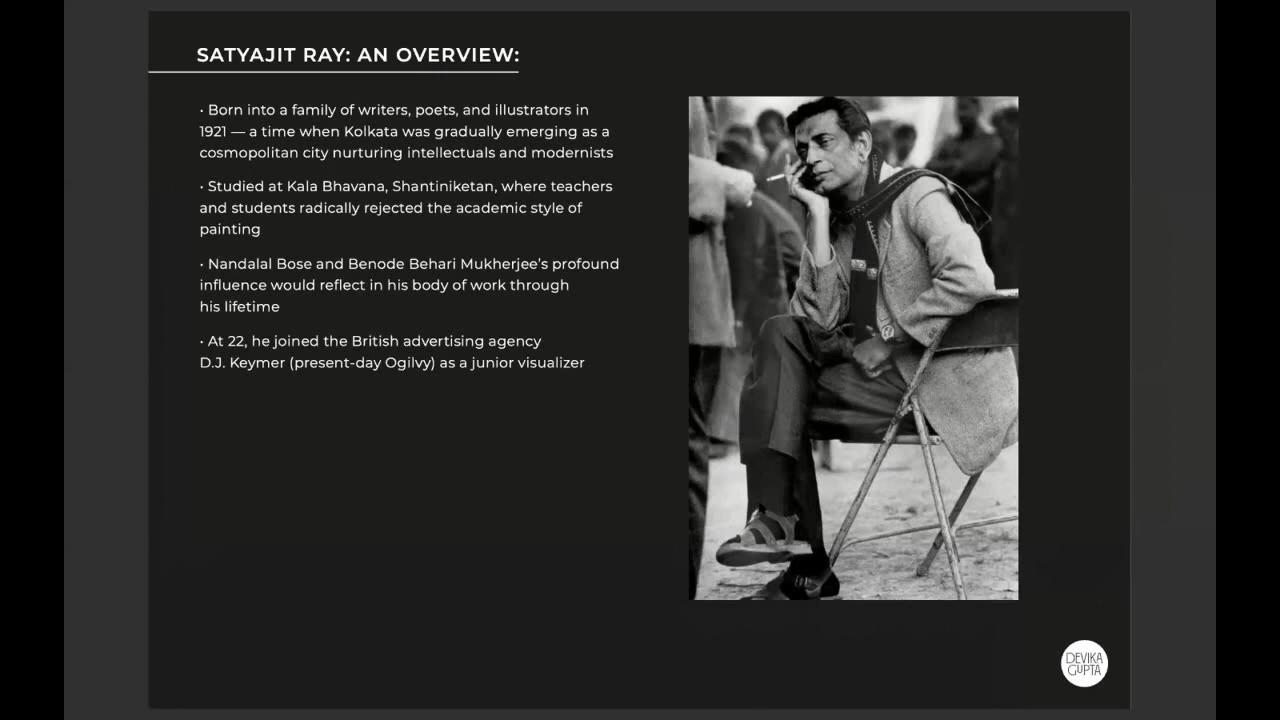 SATYAJIT RAY: AN OVERVIEW:
• Born into a family of writers, poets, and illustrators in
1921 — a time when Kolkata was gradually emerging as a
cosmopolitan city nurturing intellectuals and modernists
• Studied at Kala Bhavana, Shantiniketan, where teachers
and students radically rejected the academic style of
painting
• Nandalal Bose and Benode Behari Mukherjee’s profound
influence would reflect in his body of work through
his lifetime
• At 22, he joined the British advertising agency
D.J. Keymer (present-day Ogilvy) as a junior visualizer
DEVIKA
GUPTA